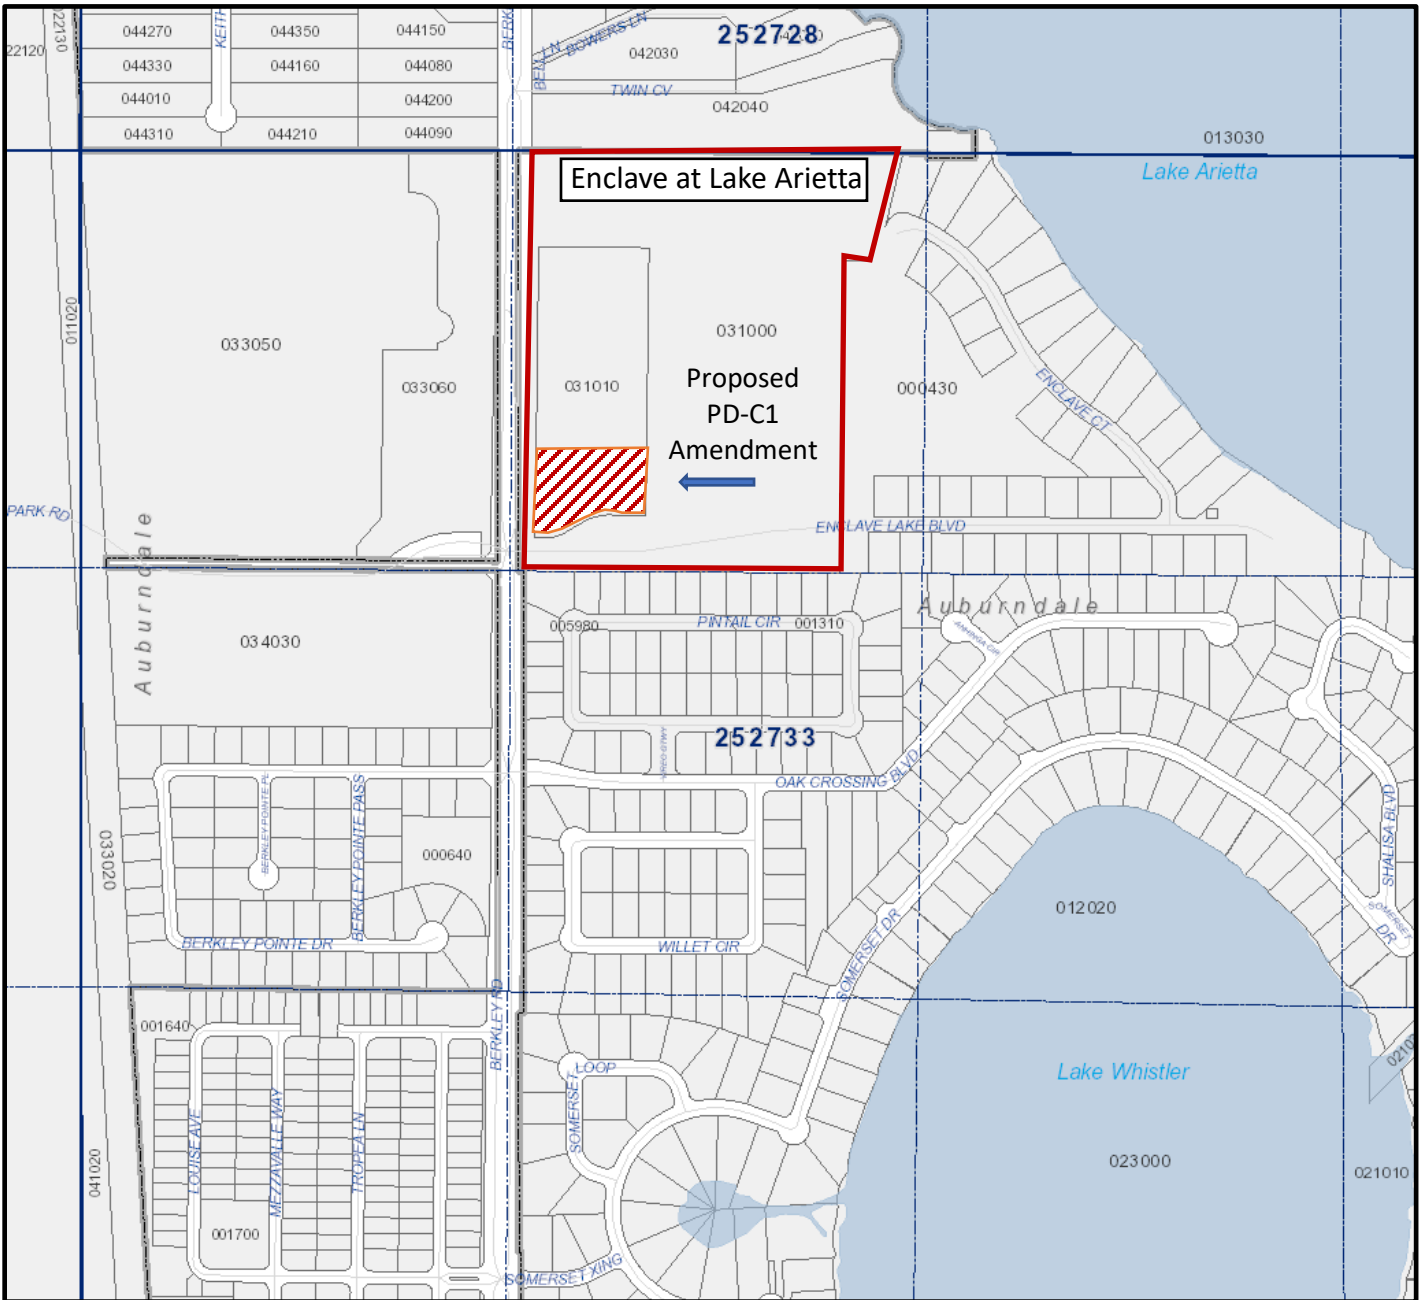 22120
022130
044270
KEITH
044350
044150
BERK
BELL LN
BOWERS LN
042030
252728
044330
044160
044080
TWIN CV
044010
044200
042040
044310
044210
044090
013030
Lake Arietta
Enclave at Lake Arietta
011020
033050
033060
031000
031010
Proposed
PD-C1
Amendment
000430
ENCLAVE CT
PARK RD
ENCLAVE LAKE BLVD
Auburndale
Auburndale
034030
005980
PINTAIL CIR
001310
ANHINGA CIR
252733
OAK CROSSING BLVD
BERKLEY POINTE PL
BERKLEY POINTE PASS
033020
000640
SHALISA BLVD
012020
SOMERSET
DR
BERKLEY POINTE DR
WILLET CIR
SOMERSET DR
BERKLEY RD
001640
Lake Whistler
SOMERSET
LOOP
LOUISE AVE
MEZZAVALLE WAY
TROPEA LN
041020
023000
021010
001700
SOMERSET XING